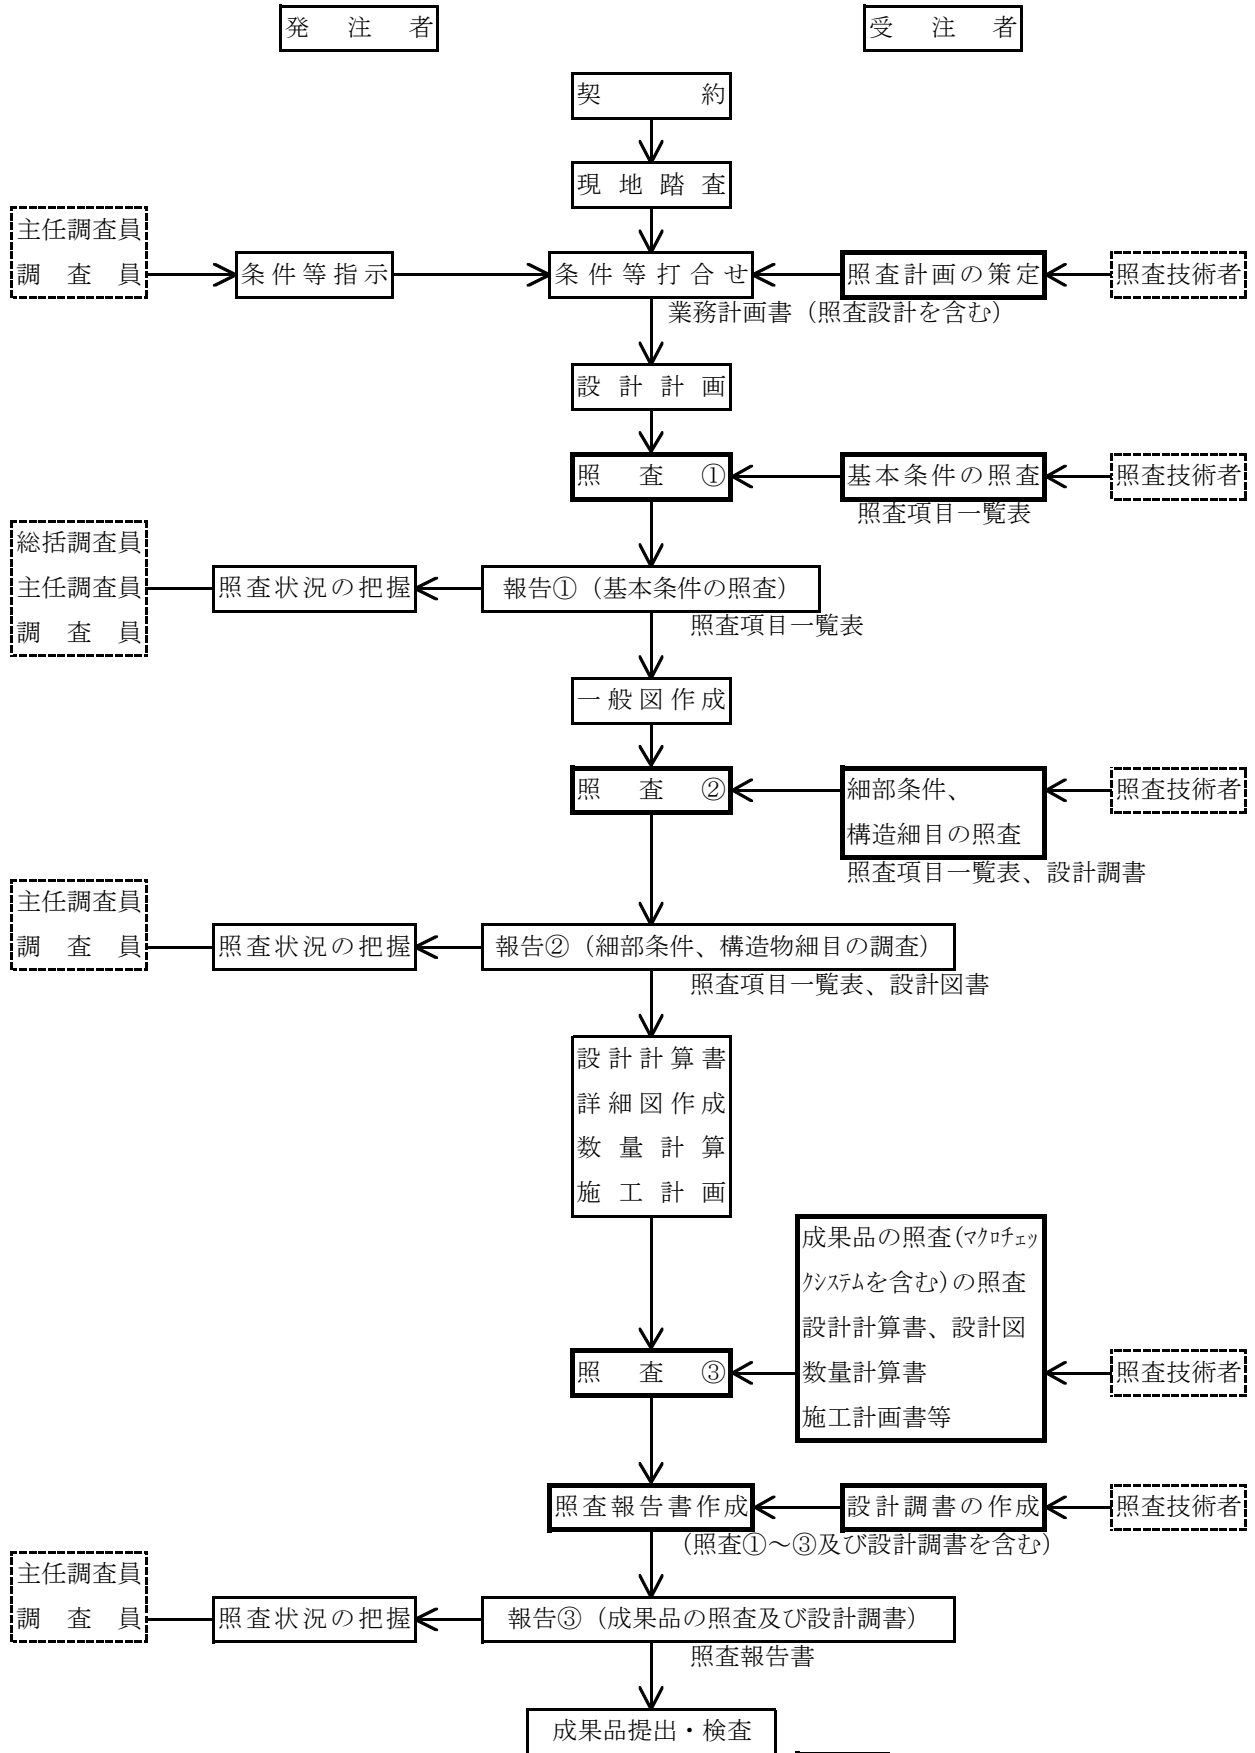 発注者
受注者
契約
現地踏査
主任調査員
調査員
条件等指示
条件等打合せ
照査計画の策定
照査技術者
業務計画書（照査設計を含む）
設計計画
照査①
基本条件の照査
照査技術者
照査項目一覧表
総括調査員
主任調査員
調査員
照査状況の把握
報告①（基本条件の照査）
照査項目一覧表
一般図作成
照査②
細部条件、
構造細目の照査
照査技術者
照査項目一覧表、設計調書
主任調査員
調査員
照査状況の把握
報告②（細部条件、構造物細目の調査）
照査項目一覧表、設計図書
設計計算書
詳細図作成
数量計算
施工計画
成果品の照査（ﾏｸﾛﾁｪｯ
ｸｼｽﾃﾑを含む）の照査
設計計算書、設計図
数量計算書
施工計画書等
照査③
照査技術者
照査報告書作成
設計調書の作成
照査技術者
（照査①～③及び設計調書を含む）
主任調査員
調査員
照査状況の把握
報告③（成果品の照査及び設計調書）
照査報告書
成果品提出・検査